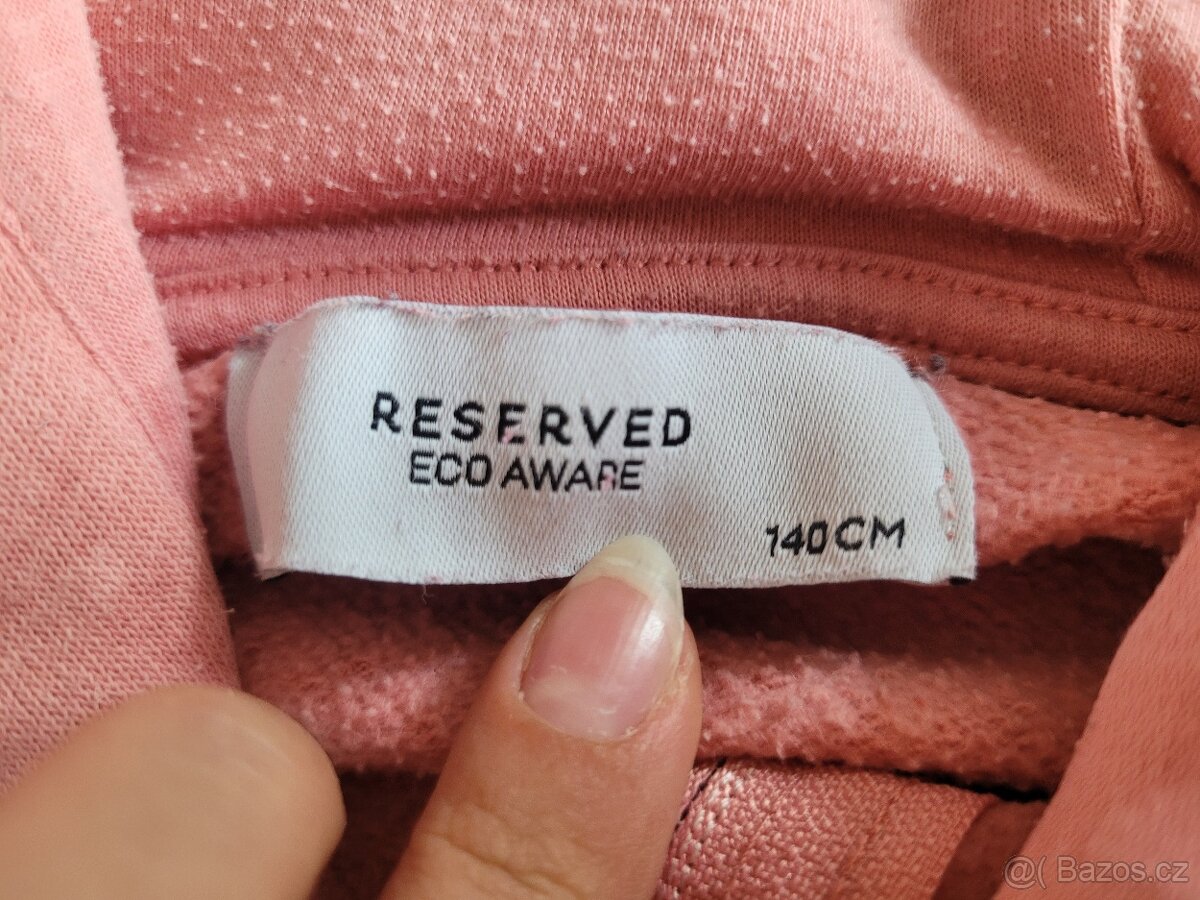 RESERVED
ECO AWARE
140CM
@( Bazos.cz